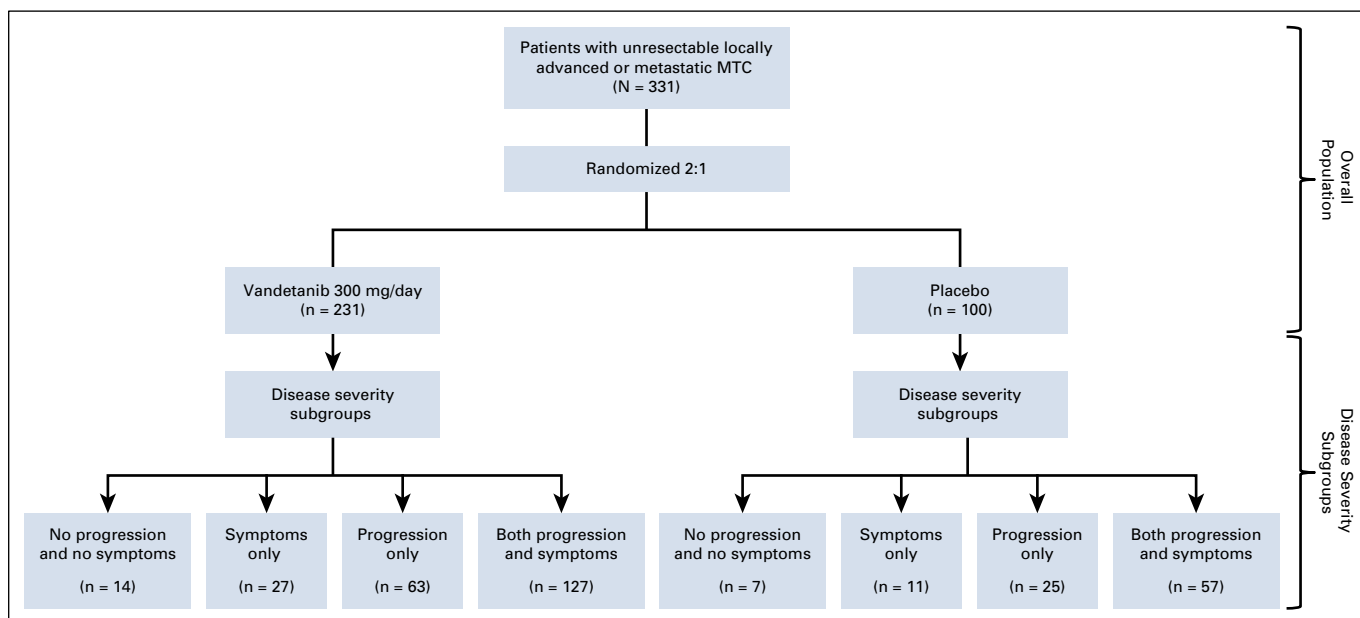 Patients with unresectable locally
advanced or metastatic MTC
(N = 331)
Randomized 2:1
Overall
Population
Vandetanib 300 mg/day
(n = 231)
Placebo
(n = 100)
Disease severity
subgroups
Disease severity
subgroups
Disease Severity
Subgroups
No progression
and no symptoms
(n = 14)
Symptoms
only
(n = 27)
Progression
only
(n = 63)
Both progression
and symptoms
(n = 127)
No progression
and no symptoms
(n = 7)
Symptoms
only
(n = 11)
Progression
only
(n = 25)
Both progression
and symptoms
(n = 57)